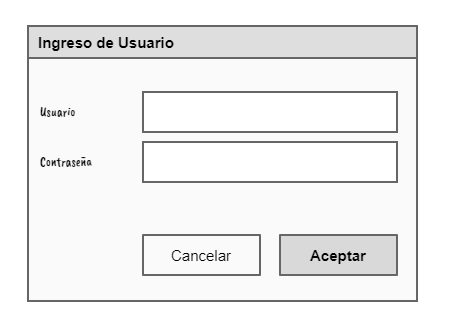 Ingreso de Usuario
Usuario
Contraseña
Cancelar
Aceptar